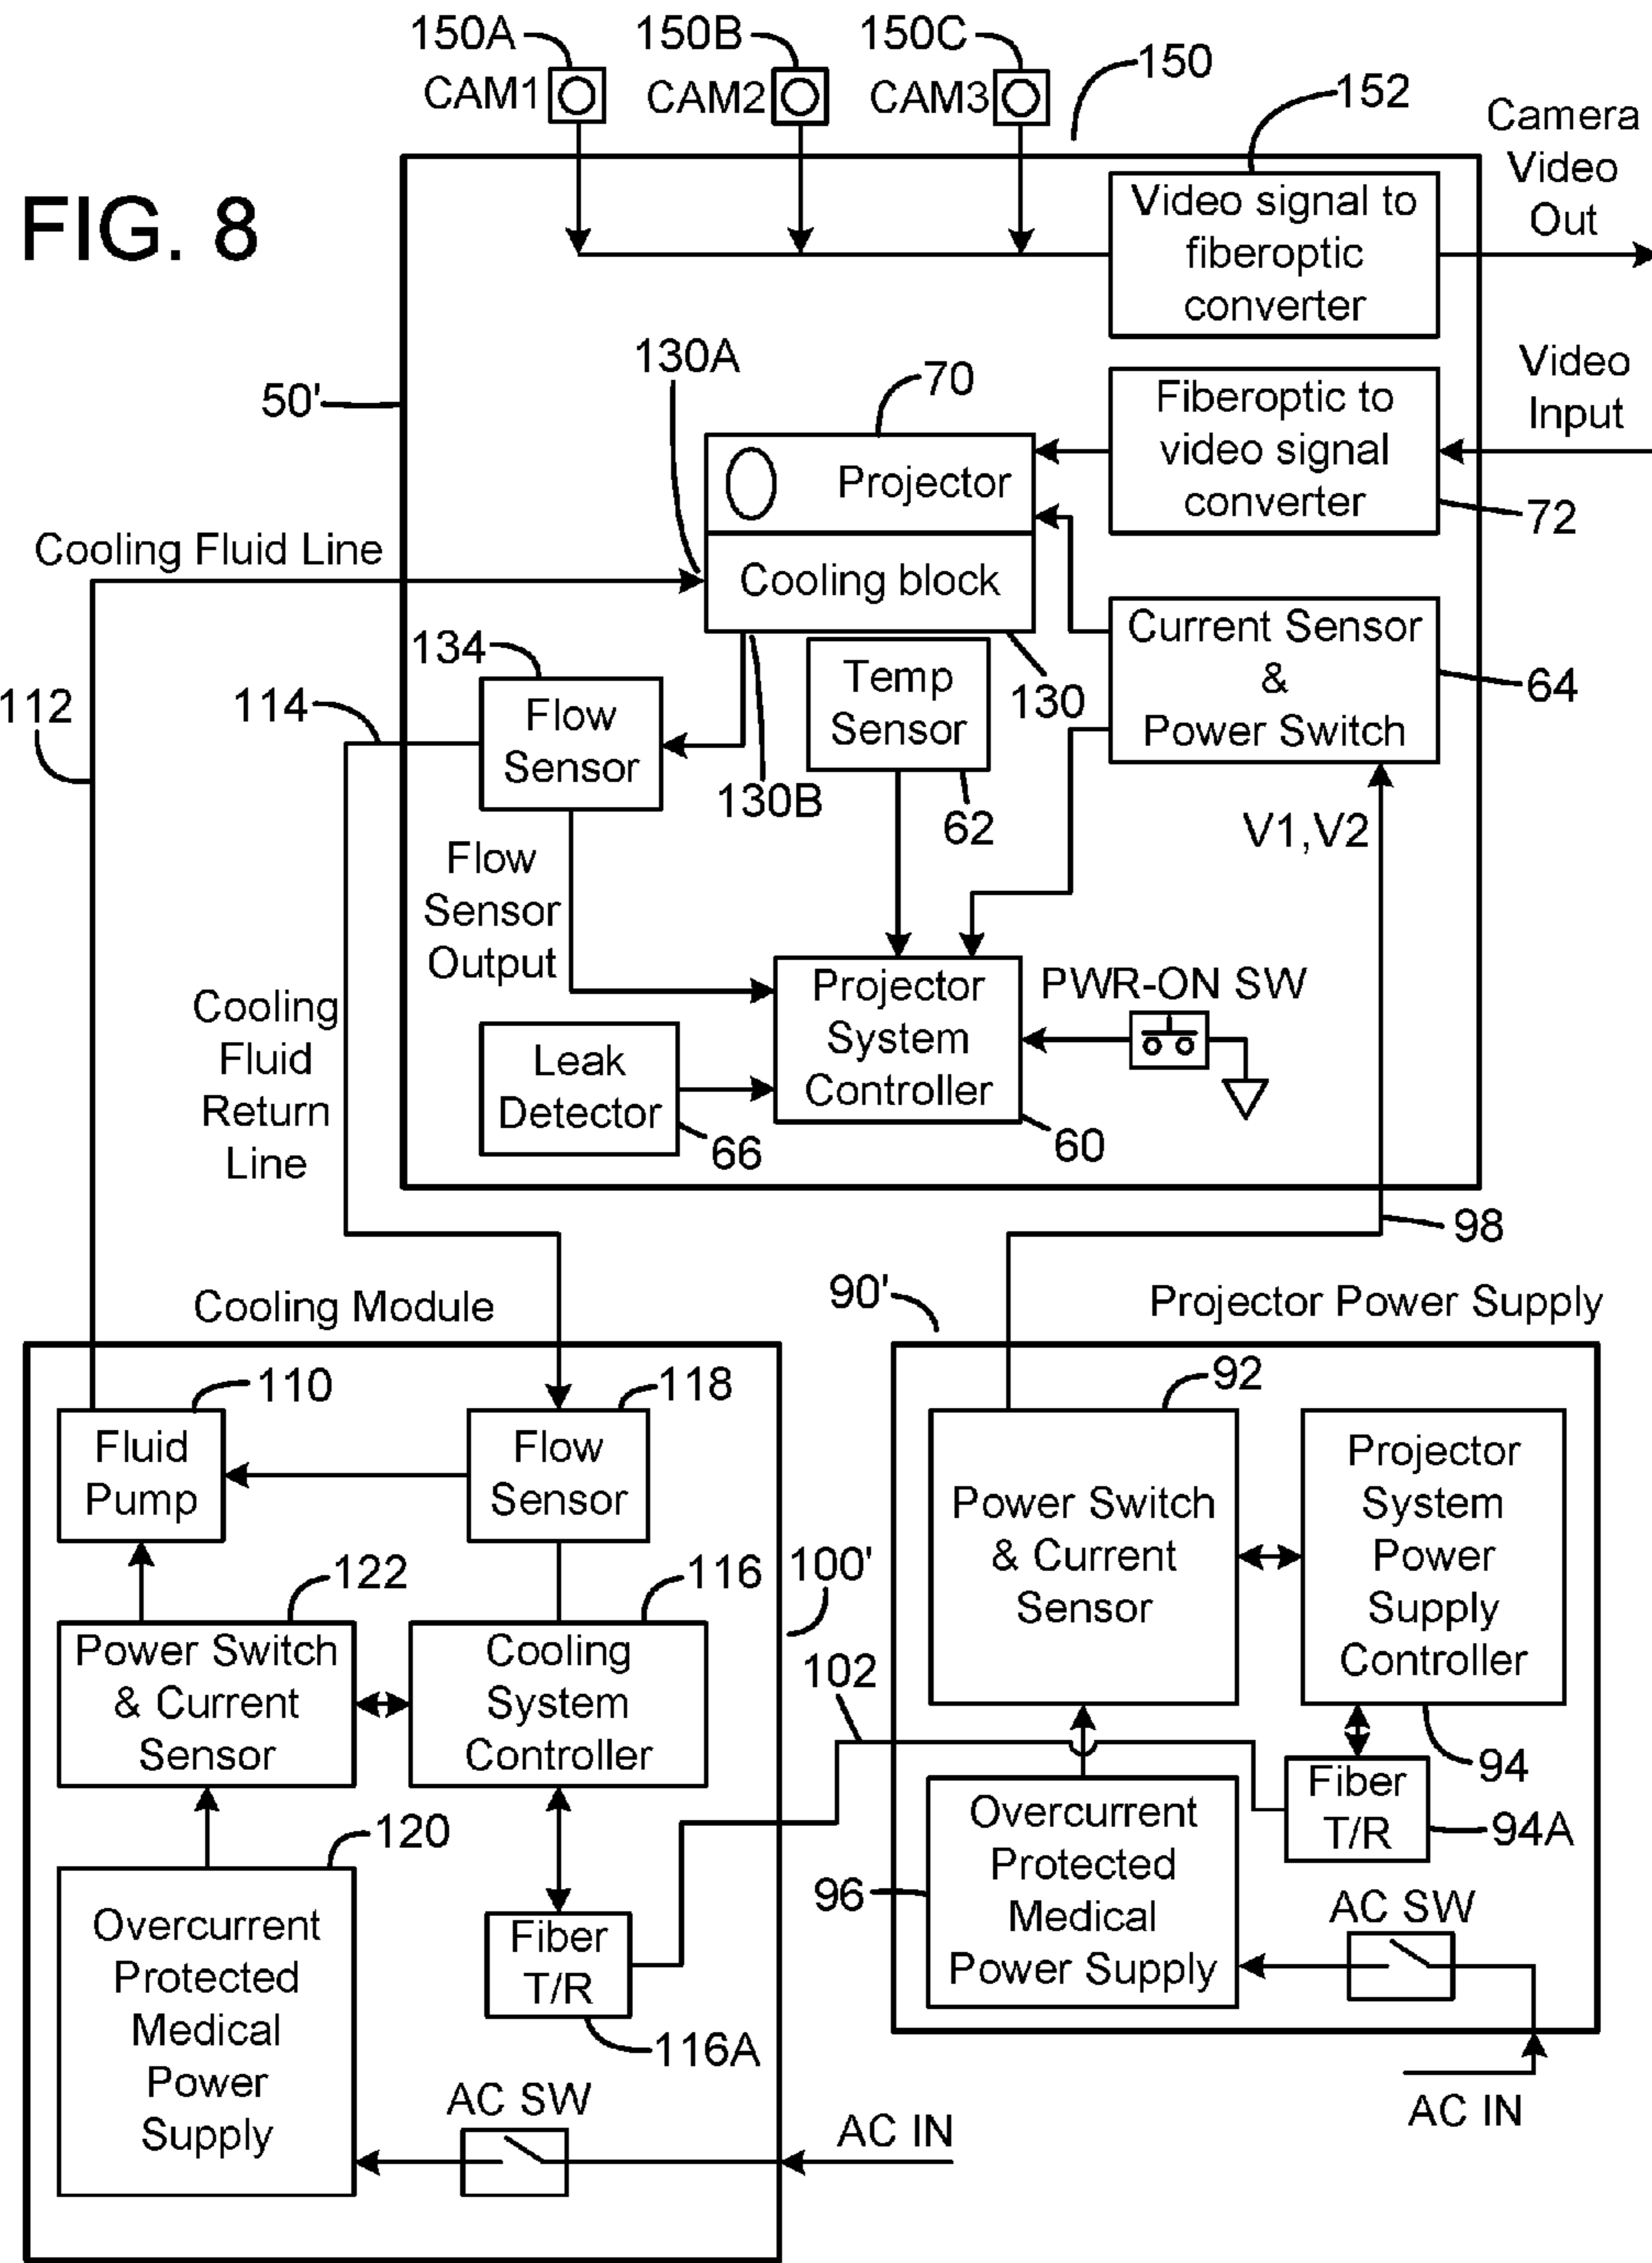 FIG. 8
150A
150B
150C
150
CAM1
CAM2
CAM3
152
Camera
Video
Out
Video signal to
fiberoptic
converter
130A
70
50'
Video
Input
Fiberoptic to
video signal
converter
72
Projector
Cooling block
Cooling Fluid Line
134
114
112
Flow
Sensor
130B
Temp
Sensor
62
130
Current Sensor
&
Power Switch
64
V1,V2
Flow
Sensor
Output
Cooling
Fluid
Return
Line
Projector
System
Controller
60
PWR-ON SW
Leak
Detector
66
98
Cooling Module
90'
Projector Power Supply
110
118
Fluid
Pump
Flow
Sensor
92
Power Switch
& Current
Sensor
Projector
System
Power
Supply
Controller
94
122
116
100'
Power Switch
& Current
Sensor
Cooling
System
Controller
102
Fiber
T/R
94A
120
Overcurrent
Protected
Medical
Power
Supply
Fiber
T/R
116A
96
Overcurrent
Protected
Medical
Power Supply
AC SW
AC IN
AC SW
AC IN